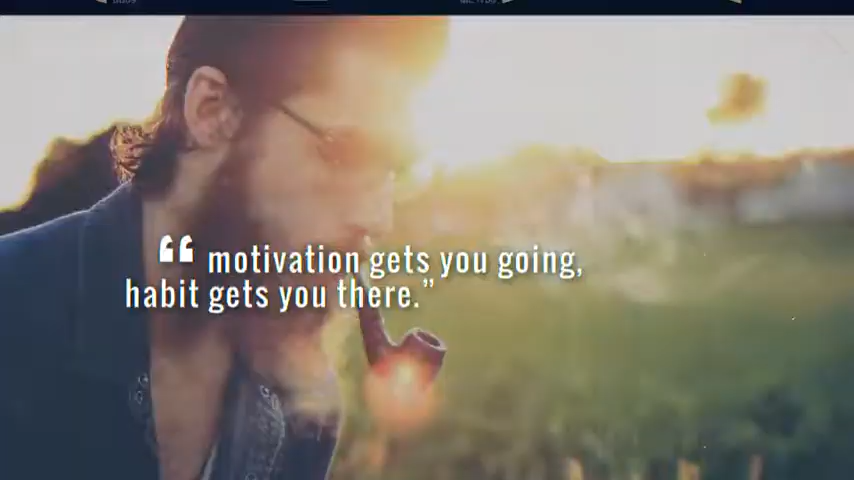 “ motivation gets you going,
habit gets you there.”